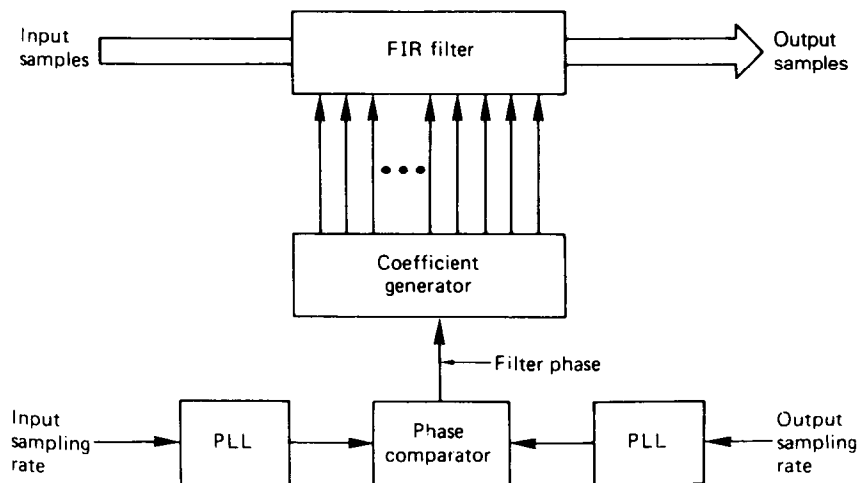 Input
samples
FIR filter
Output
samples
Coefficient
generator
Filter phase
Input
sampling
rate
PLL
Phase
comparator
PLL
Output
sampling
rate